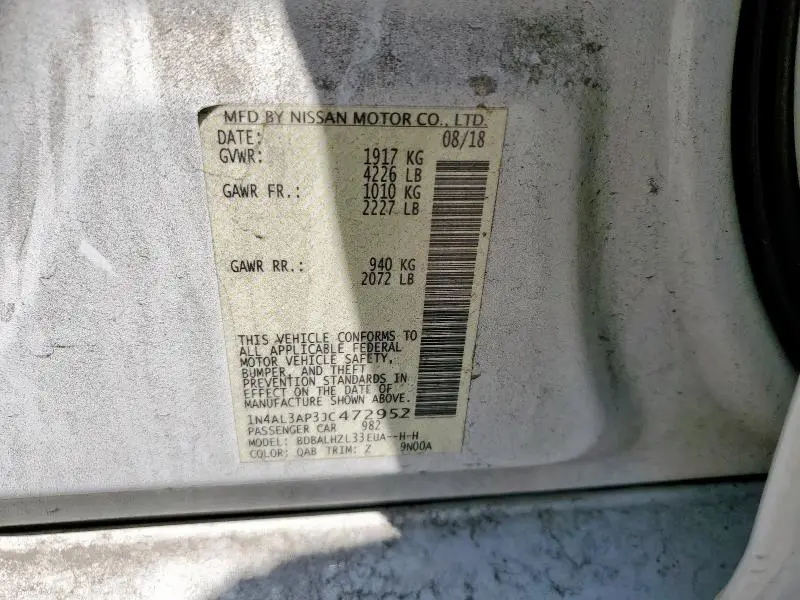 MFD BY NISSAN MOTOR CO., LTD.
DATE: 08/18
GVWR: 1917 KG
4226 LB
GAWR FR.: 1010 KG
2227 LB
GAWR RR.: 940 KG
2072 LB
THIS VEHICLE CONFORMS TO
ALL APPLICABLE FEDERAL
MOTOR VEHICLE SAFETY,
BUMPER, AND THEFT
PREVENTION STANDARDS IN
EFFECT ON THE DATE OF
MANUFACTURE SHOWN ABOVE.
1N4AL3AP3JC472952
PASSENGER CAR 982
MODEL: BDBALHZL33EUA--H-H
COLOR: QAB TRIM: Z 9N00A